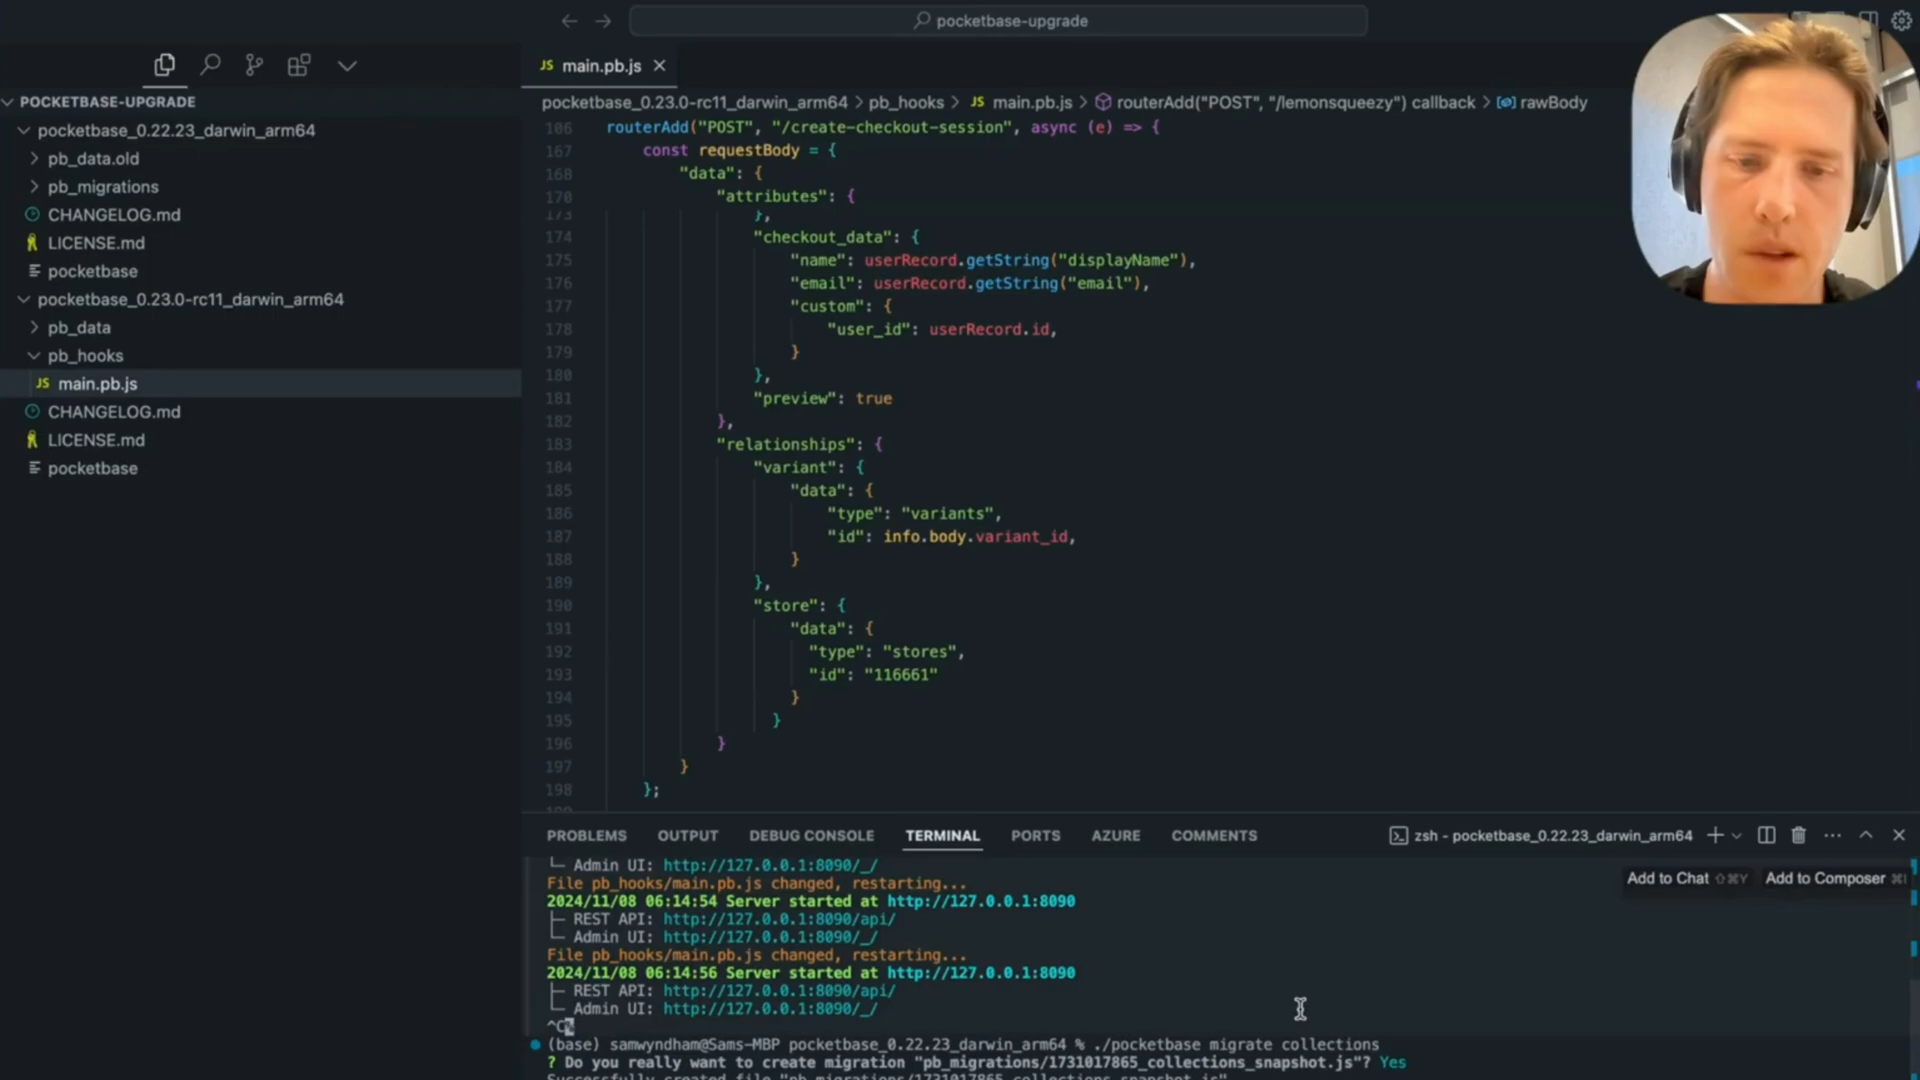 pocketbase-upgrade
JS main.pb.js
POCKETBASE-UPGRADE
pocketbase_0.23.0-rc11_darwin_arm64 > pb_hooks > JS main.pb.js > routerAdd("POST", "/lemonsqueezy") callback > rawBody
pocketbase_0.22.23_darwin_arm64
pb_data.old
pb_migrations
CHANGELOG.md
LICENSE.md
pocketbase
pocketbase_0.23.0-rc11_darwin_arm64
pb_data
pb_hooks
JS main.pb.js
CHANGELOG.md
LICENSE.md
pocketbase
106 routerAdd("POST", "/create-checkout-session", async (e) => {
167 const requestBody = {
168 "data": {
170 "attributes": {
173 },
174 "checkout_data": {
175 "name": userRecord.getString("displayName"),
176 "email": userRecord.getString("email"),
177 "custom": {
178 "user_id": userRecord.id,
179 }
180 },
181 "preview": true
182 },
183 "relationships": {
184 "variant": {
185 "data": {
186 "type": "variants",
187 "id": info.body.variant_id,
188 }
189 },
190 "store": {
191 "data": {
192 "type": "stores",
193 "id": "116661"
194 }
195 }
196 }
197 }
198 };
PROBLEMS OUTPUT DEBUG CONSOLE TERMINAL PORTS AZURE COMMENTS
zsh - pocketbase_0.22.23_darwin_arm64
Add to Chat ⇧⌘Y Add to Composer
└─ Admin UI: http://127.0.0.1:8090/_/
File pb_hooks/main.pb.js changed, restarting...
2024/11/08 06:14:54 Server started at http://127.0.0.1:8090
├─ REST API: http://127.0.0.1:8090/api/
└─ Admin UI: http://127.0.0.1:8090/_/
File pb_hooks/main.pb.js changed, restarting...
2024/11/08 06:14:56 Server started at http://127.0.0.1:8090
├─ REST API: http://127.0.0.1:8090/api/
└─ Admin UI: http://127.0.0.1:8090/_/
^C%
(base) samwyndham@Sams-MBP pocketbase_0.22.23_darwin_arm64 % ./pocketbase migrate collections
? Do you really want to create migration "pb_migrations/1731017865_collections_snapshot.js"? Yes
Successfully created file "pb_migrations/1731017865_collections_snapshot.js"